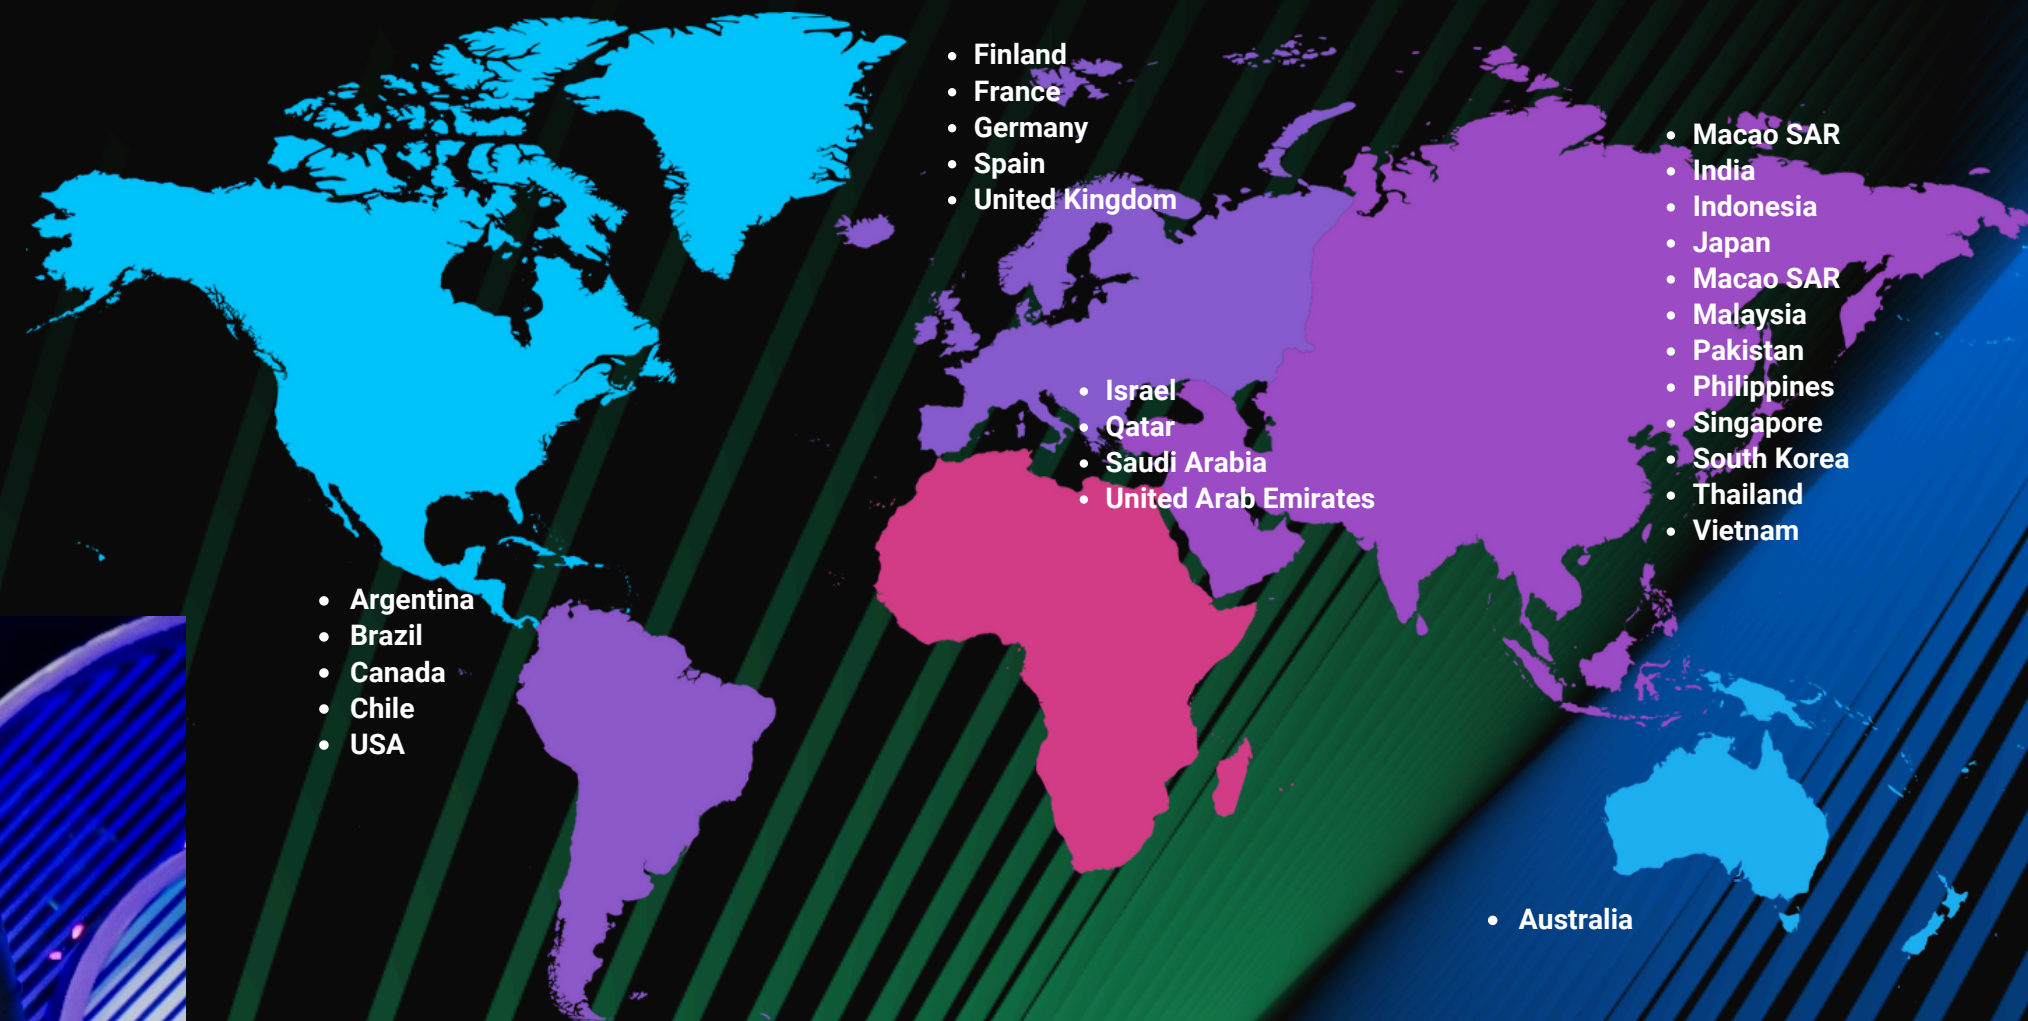 Finland
France
Germany
Spain
United Kingdom
Macao SAR
India
Indonesia
Japan
Macao SAR
Malaysia
Pakistan
Philippines
Singapore
South Korea
Thailand
Vietnam
Israel
Qatar
Saudi Arabia
United Arab Emirates
Argentina
Brazil
Canada
Chile
USA
Australia